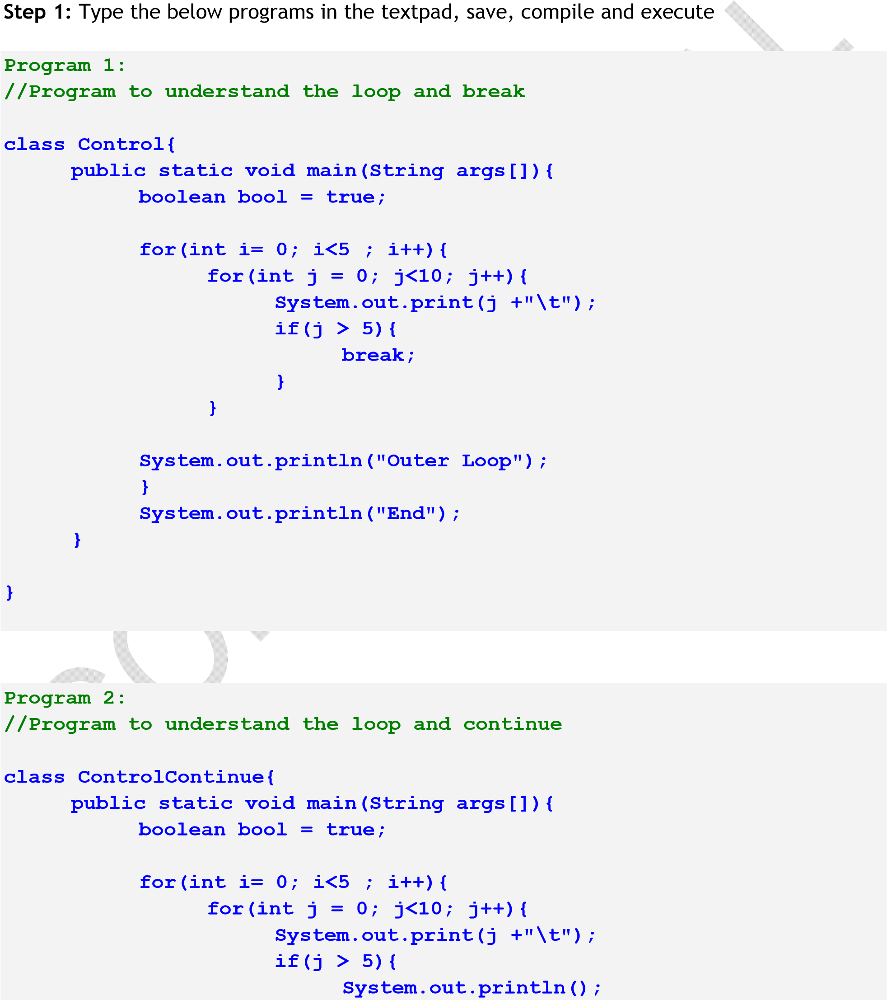 Step 1: Type the below programs in the textpad, save, compile and execute
Program 1:
//Program to understand the loop and break
class Control{
public static void main(String args[]){
boolean bool = true;
for(int i= 0; i<5 ; i++){
for(int j = 0; j<10; j++){
System.out.print(j +"\t");
if(j > 5){
break;
}
}
System.out.println("Outer Loop");
}
System.out.println("End");
}
}
Program 2:
//Program to understand the loop and continue
class ControlContinue{
public static void main(String args[]){
boolean bool = true;
for(int i= 0; i<5 ; i++){
for(int j = 0; j<10; j++){
System.out.print(j +"\t");
if(j > 5){
System.out.println();